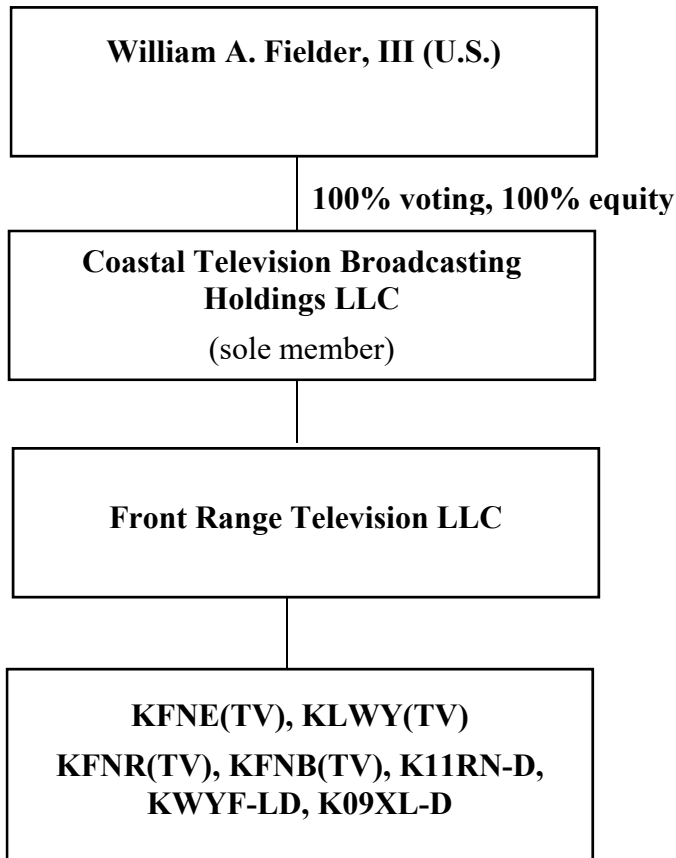 William A. Fielder, III (U.S.)
100% voting, 100% equity
Coastal Television Broadcasting
Holdings LLC
(sole member)
Front Range Television LLC
KFNE(TV), KLWY(TV)
KFNR(TV), KFNB(TV), K11RN-D,
KWYF-LD, K09XL-D